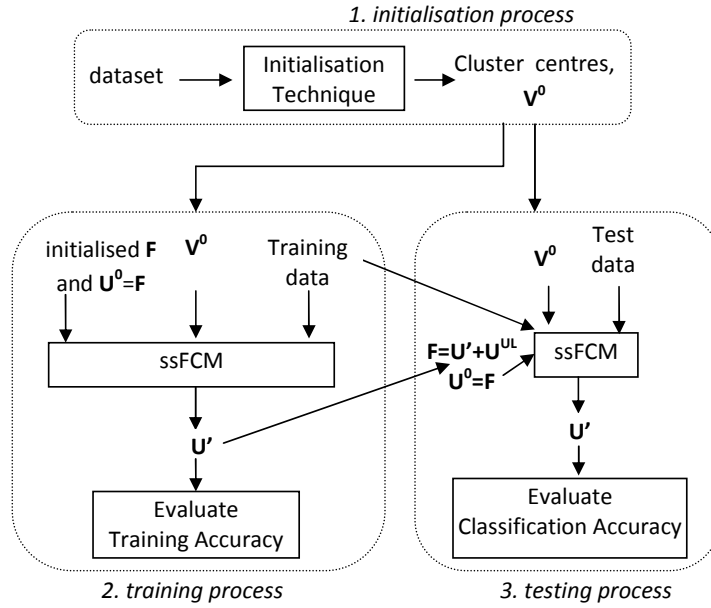 1. initialisation process
dataset
Initialisation
Technique
Cluster centres,
V⁰
initialised F
and U⁰=F
V⁰
Training
data
ssFCM
U’
Evaluate
Training Accuracy
2. training process
V⁰
Test
data
F=U’+Uᵁᴸ
U⁰=F
ssFCM
U’
Evaluate
Classification Accuracy
3. testing process